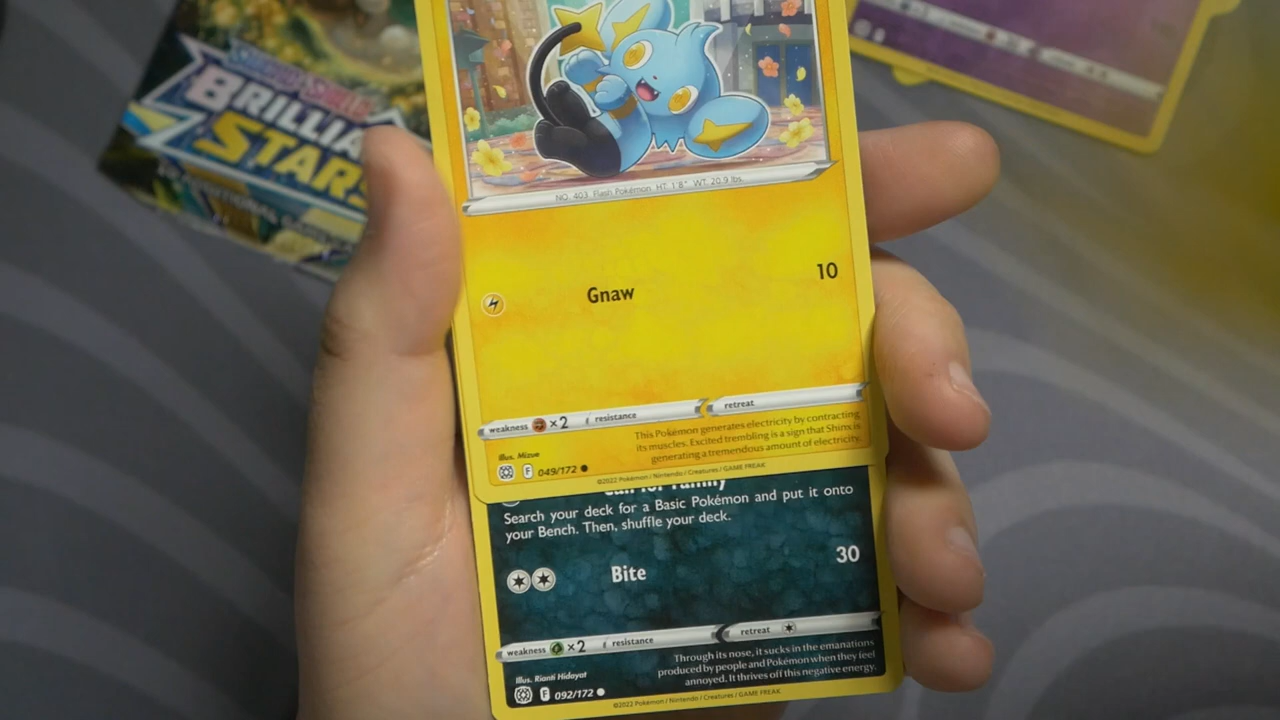 BRILLIA
STARS
NO. 403 Flash Pokémon HT. 1'8" WT. 20.9 lbs.
Gnaw 10
weakness ×2 resistance retreat
This Pokémon generates electricity by contracting
its muscles. Excited trembling is a sign that Shinx is
generating a tremendous amount of electricity.
Illus. Mizue
F 049/172
©2022 Pokémon / Nintendo / Creatures / GAME FREAK
Call for Family
Search your deck for a Basic Pokémon and put it onto
your Bench. Then, shuffle your deck.
Bite 30
weakness ×2 resistance retreat
Through its nose, it sucks in the emanations
produced by people and Pokémon when they feel
annoyed. It thrives off this negative energy.
Illus. Rianti Hidayat
F 092/172
©2022 Pokémon / Nintendo / Creatures / GAME FREAK